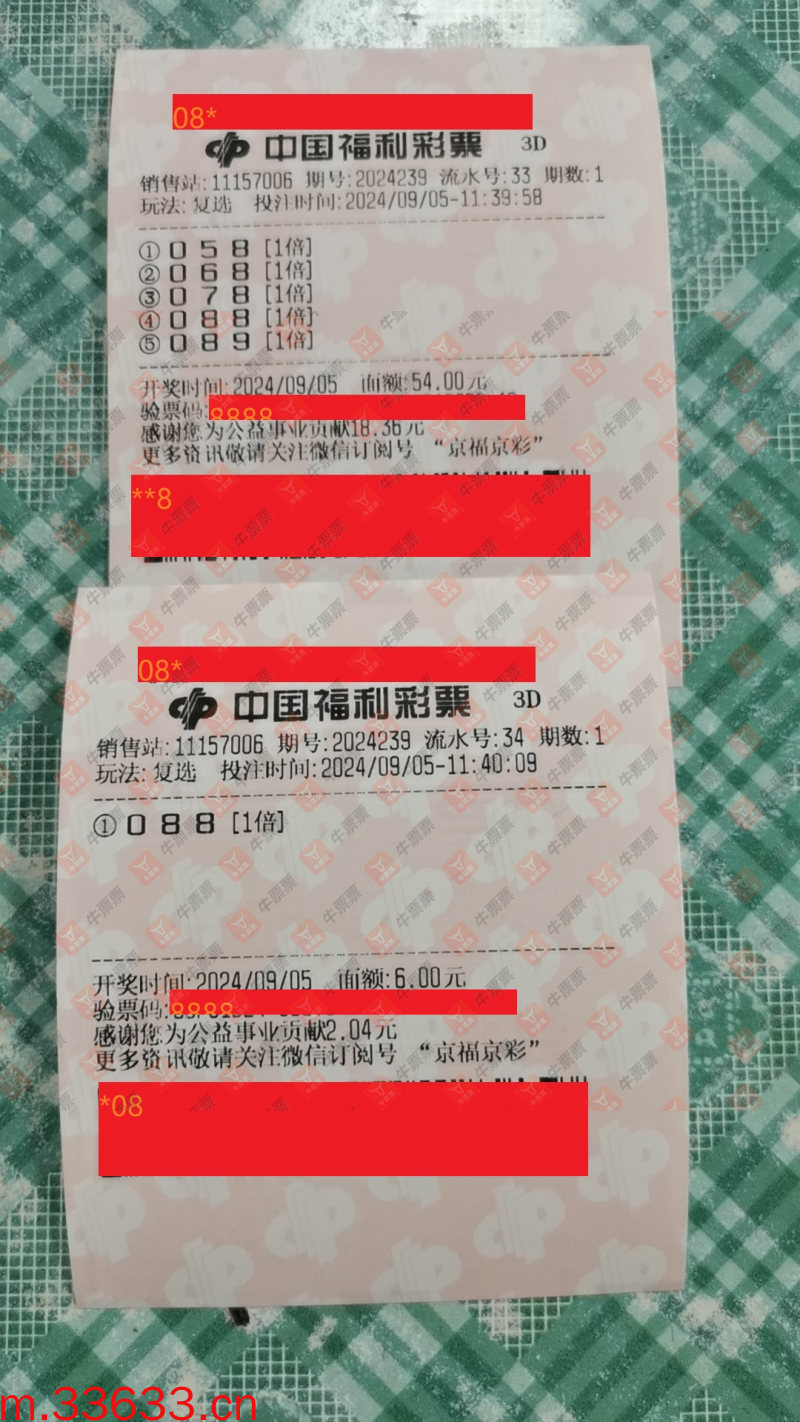 08*
中国福利彩票 3D
销售站:11157006 期号:2024239 流水号:33 期数:1
玩法:复选 投注时间:2024/09/05-11:39:58
① 0 5 8 [1倍]
② 0 6 8 [1倍]
③ 0 7 8 [1倍]
④ 0 8 8 [1倍]
⑤ 0 8 9 [1倍]
开奖时间:2024/09/05 面额:54.00元
验票码:8888
感谢您为公益事业贡献18.36元
更多资讯敬请关注微信订阅号 “京福京彩”
**8
08*
中国福利彩票 3D
销售站:11157006 期号:2024239 流水号:34 期数:1
玩法:复选 投注时间:2024/09/05-11:40:09
① 0 8 8 [1倍]
开奖时间:2024/09/05 面额:6.00元
验票码:8888
感谢您为公益事业贡献2.04元
更多资讯敬请关注微信订阅号 “京福京彩”
*08
牛票票
m.33633.cn